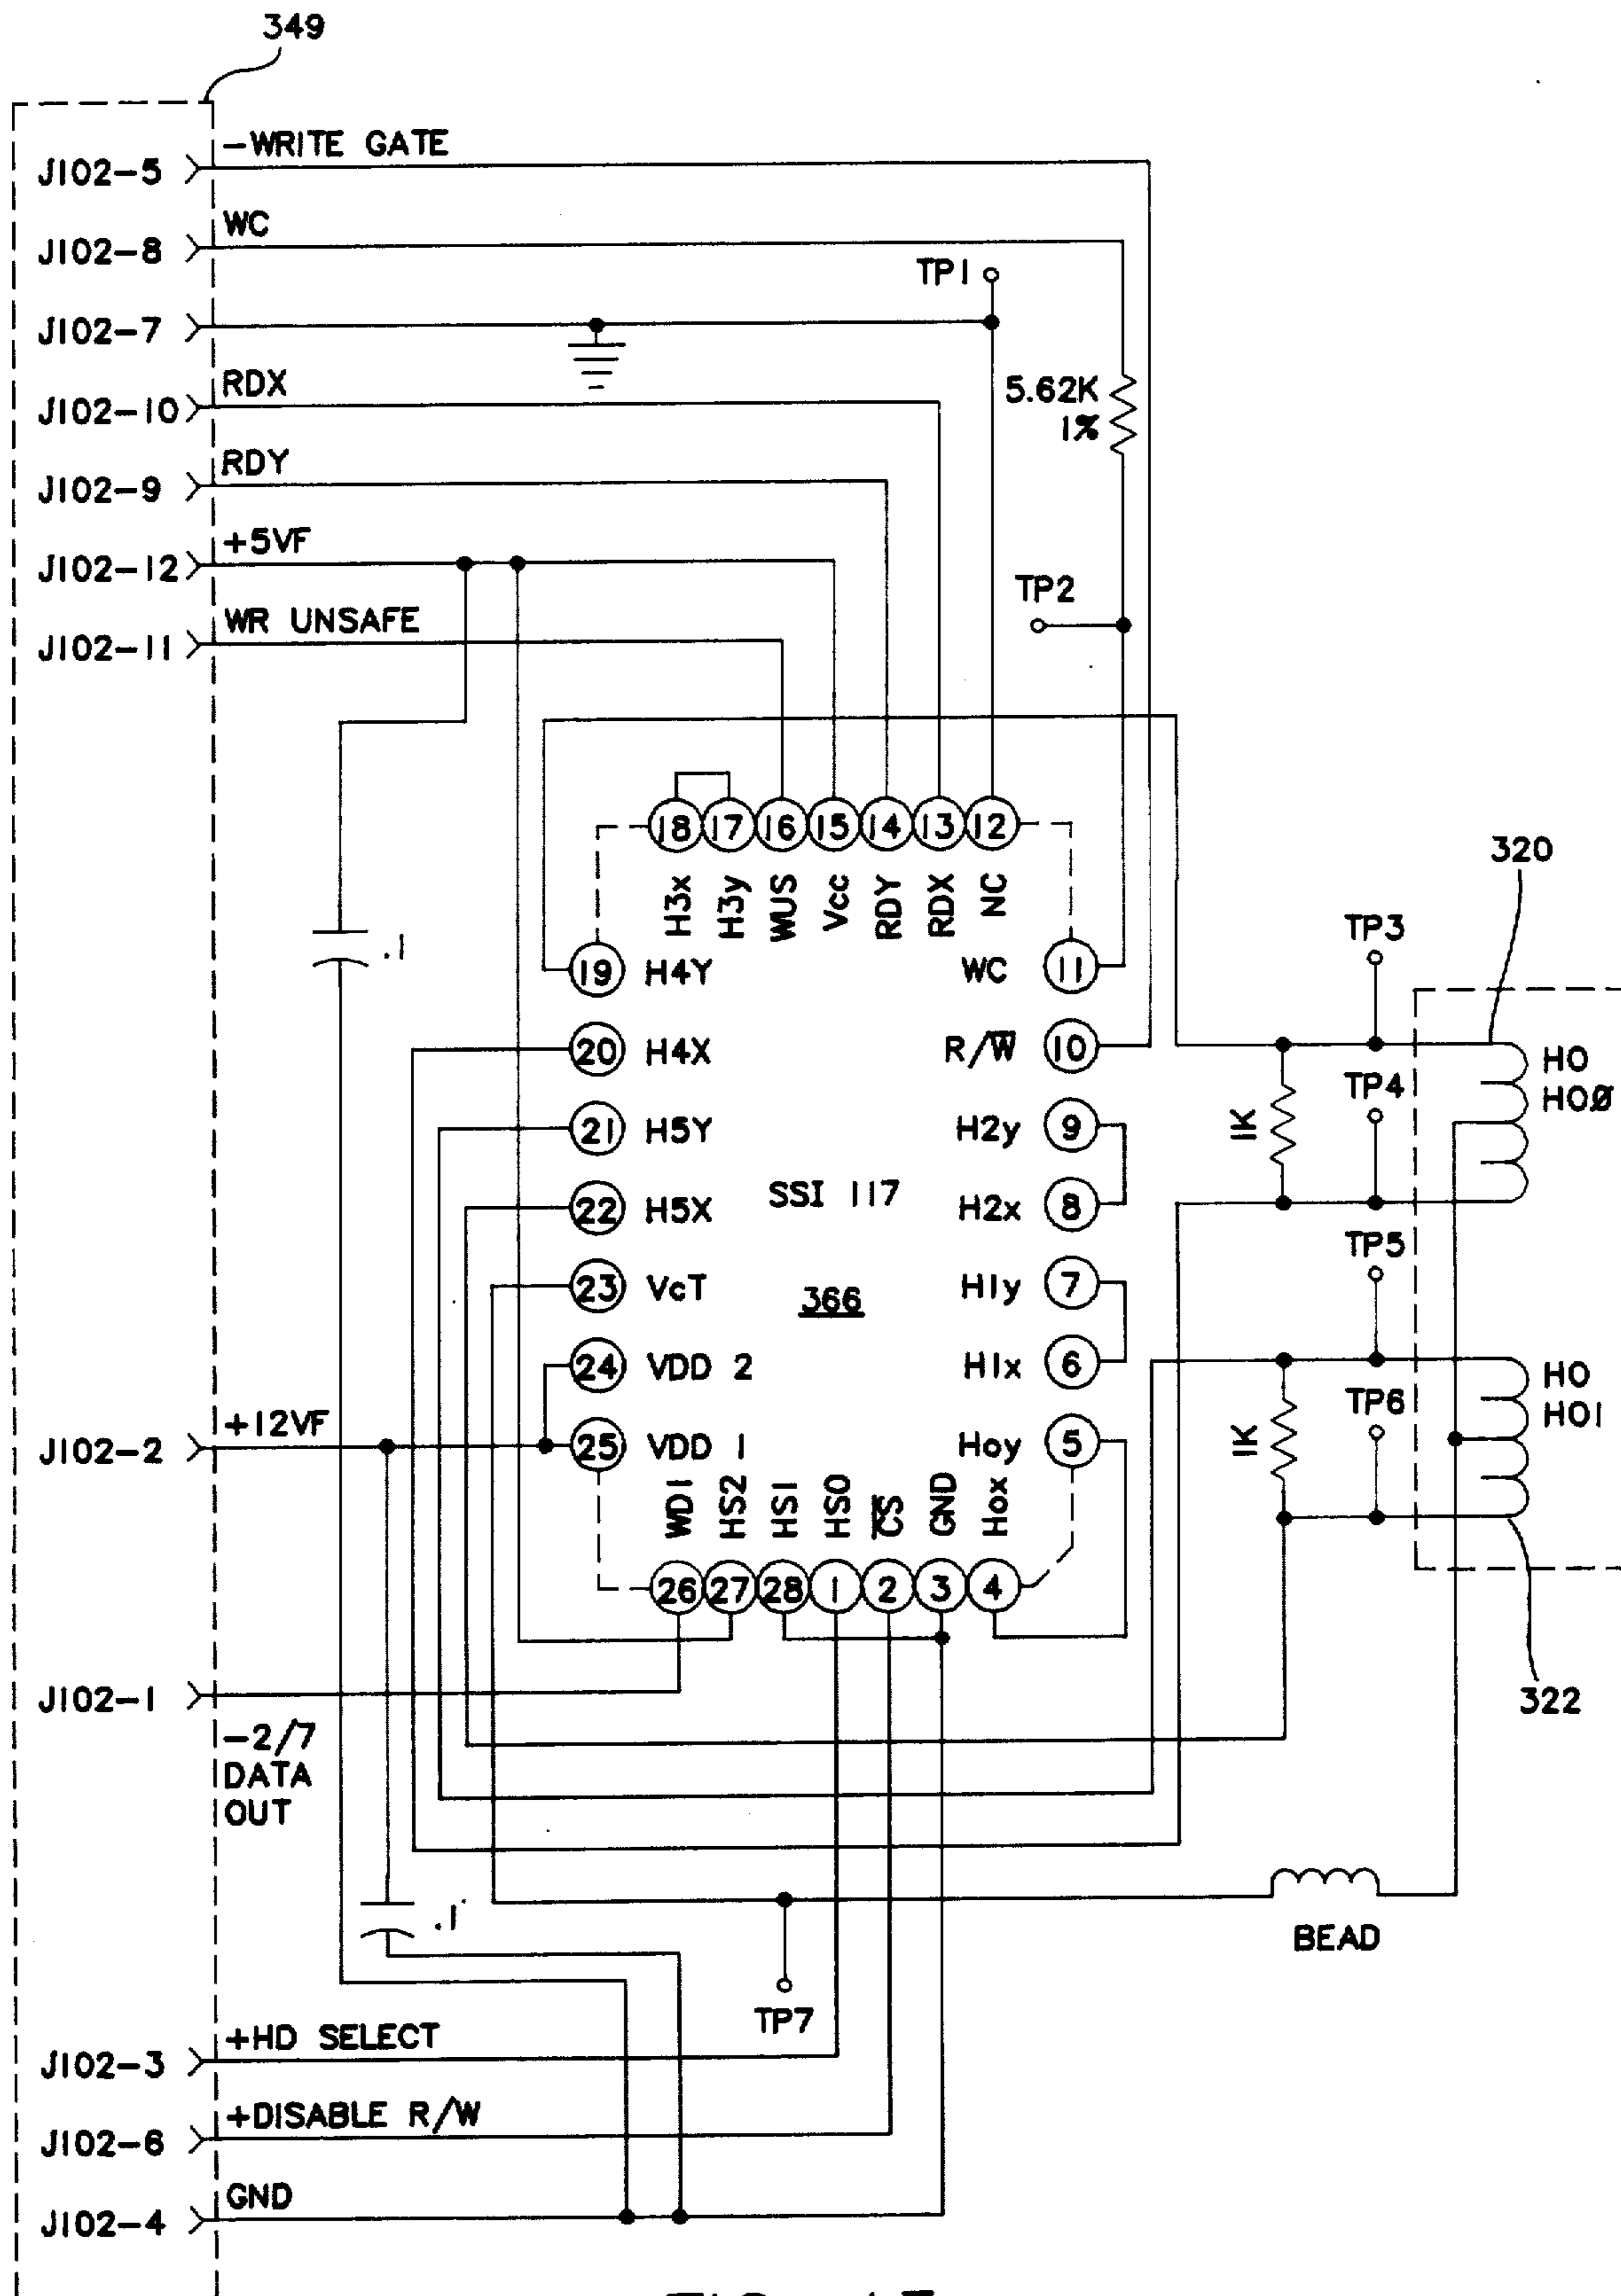 349
J102-5
-WRITE GATE
J102-8
WC
TP1
J102-7
J102-10
RDX
5.62K
1%
J102-9
RDY
J102-12
+5VF
TP2
J102-11
WR UNSAFE
18 17 16 15 14 13 12
H3x H3y WUS Vcc RDY RDX NC
320
.1
TP3
19 H4Y
WC 11
20 H4X
R/W̅ 10
HO
HOØ
TP4
1K
21 H5Y
H2y 9
SSI 117
22 H5X
H2x 8
TP5
23 VcT
366
H1y 7
24 VDD 2
H1x 6
HO
HO1
TP6
1K
J102-2
+12VF
25 VDD 1
Hoy 5
WD1 HS2 HS1 HS0 C̅S̅ GND Hox
26 27 28 1 2 3 4
322
J102-1
-2/7
DATA
OUT
.1
BEAD
TP7
J102-3
+HD SELECT
J102-6
+DISABLE R/W
J102-4
GND